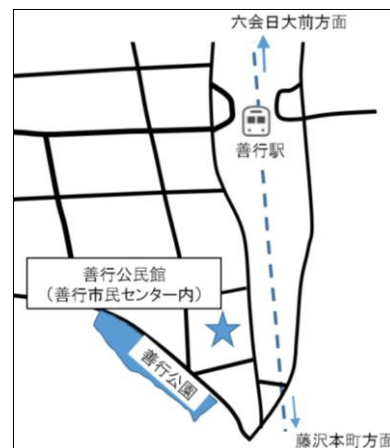 六会日大前方面
善行駅
善行公民館
（善行市民センター内）
善行公園
藤沢本町方面